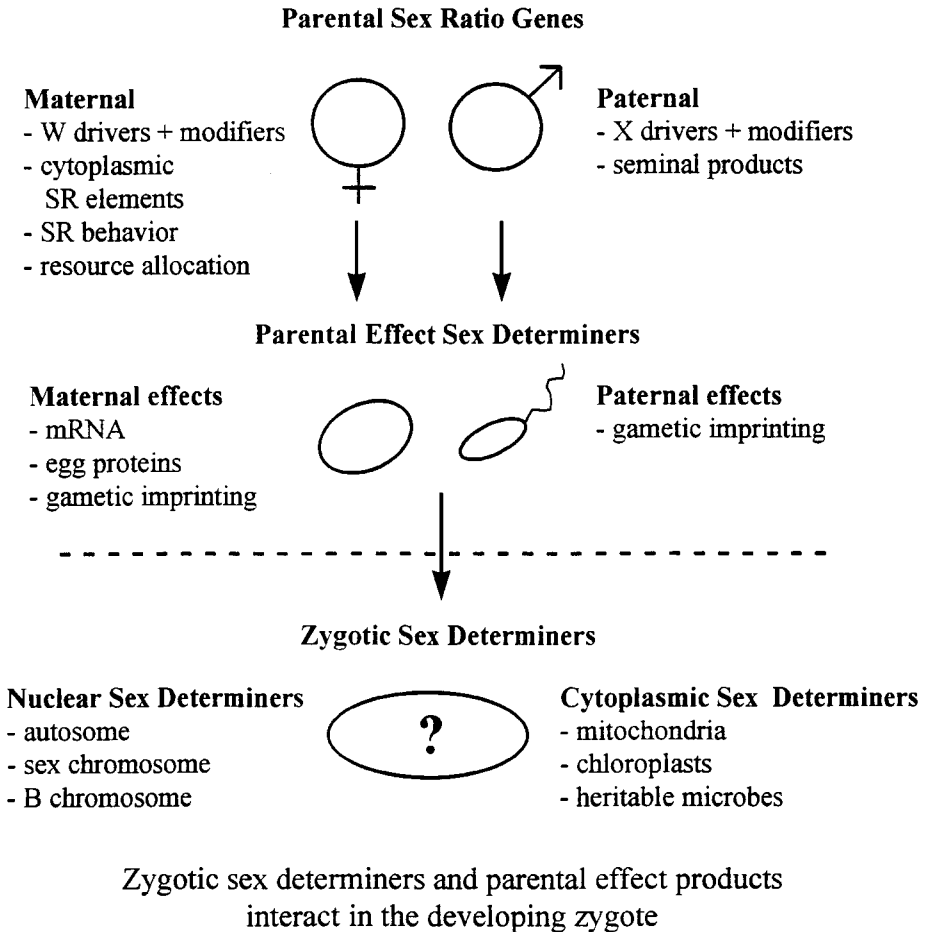 Parental Sex Ratio Genes
Maternal
- W drivers + modifiers
- cytoplasmic
SR elements
- SR behavior
- resource allocation
Paternal
- X drivers + modifiers
- seminal products
Parental Effect Sex Determiners
Maternal effects
- mRNA
- egg proteins
- gametic imprinting
Paternal effects
- gametic imprinting
Zygotic Sex Determiners
Nuclear Sex Determiners
- autosome
- sex chromosome
- B chromosome
?
Cytoplasmic Sex Determiners
- mitochondria
- chloroplasts
- heritable microbes
Zygotic sex determiners and parental effect products
interact in the developing zygote